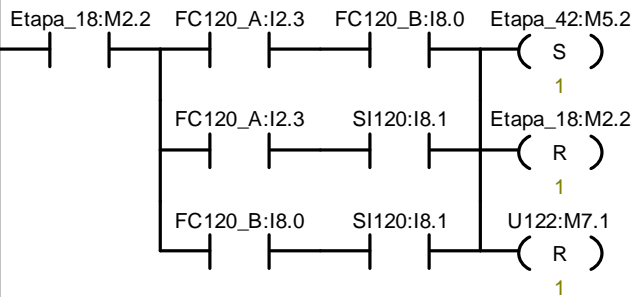 Etapa_18:M2.2 FC120_A:I2.3 FC120_B:I8.0 Etapa_42:M5.2
S
1
FC120_A:I2.3 SI120:I8.1 Etapa_18:M2.2
R
1
FC120_B:I8.0 SI120:I8.1 U122:M7.1
R
1